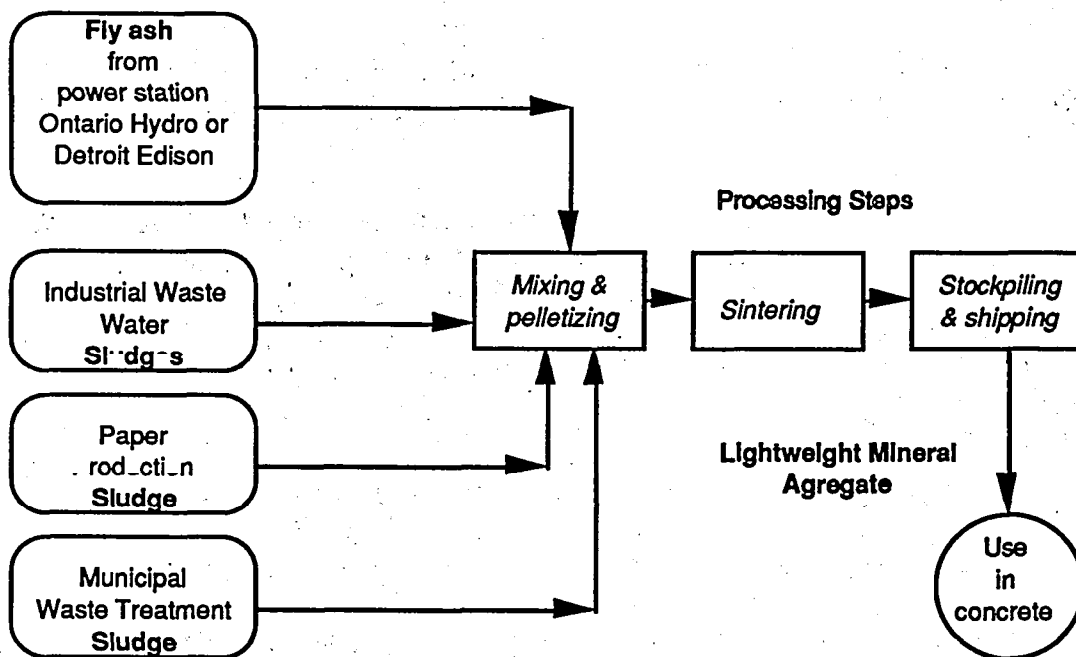 Fly ash
from
power station
Ontario Hydro or
Detroit Edison
Industrial Waste
Water
Paper
Sludge
Municipal
Waste Treatment
Sludge
Processing Steps
Mixing &
pelletizing
Sintering
Stockpiling
& shipping
Lightweight Mineral
Agregate
Use
in
concrete